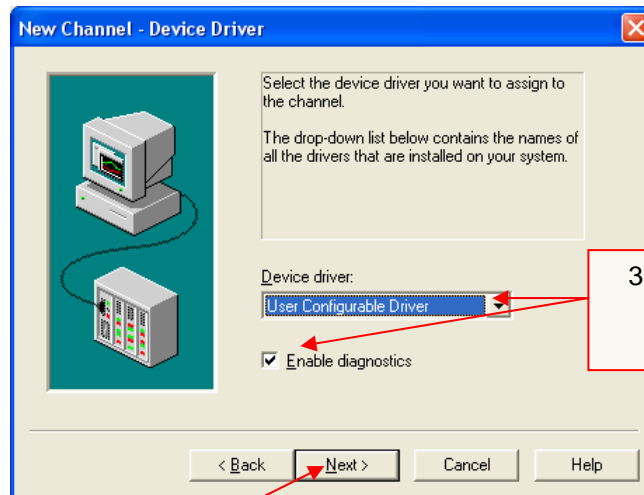 New Channel - Device Driver
Select the device driver you want to assign to
the channel.
The drop-down list below contains the names of
all the drivers that are installed on your system.
Device driver:
User Configurable Driver
3
Enable diagnostics
< Back
Next >
Cancel
Help